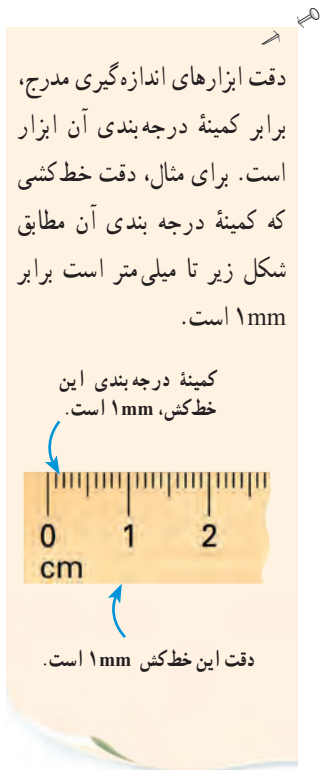 دقت ابزارهای اندازه‌گیری مدرج،
برابر کمینهٔ درجه‌بندی آن ابزار
است. برای مثال، دقت خط‌کشی
که کمینهٔ درجه بندی آن مطابق
شکل زیر تا میلی‌متر است برابر
۱mm است.
کمینهٔ درجه‌بندی این
خط‌کش، ۱mm است.
0 1 2
cm
دقت این خط‌کش ۱mm است.